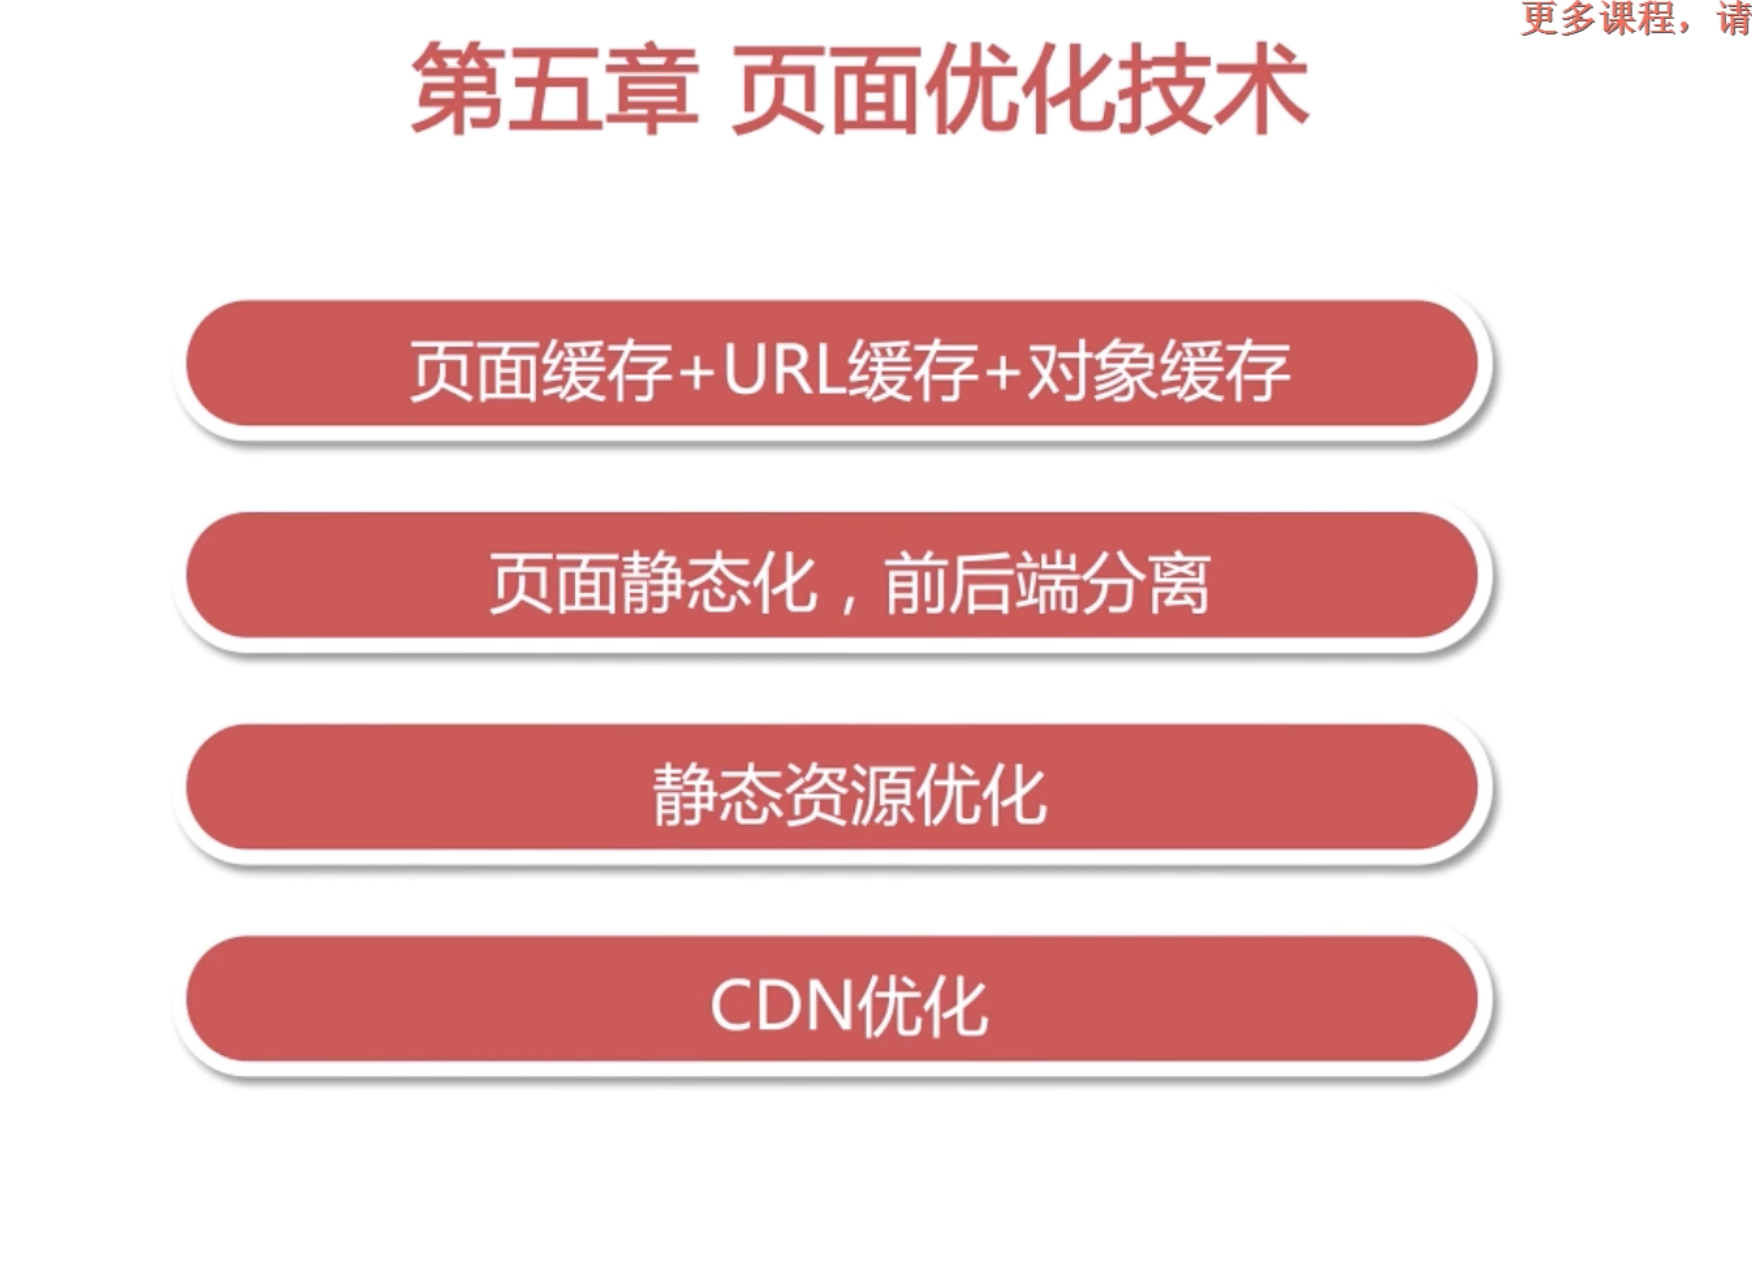 更多课程，请
第五章 页面优化技术
页面缓存+URL缓存+对象缓存
页面静态化，前后端分离
静态资源优化
CDN优化